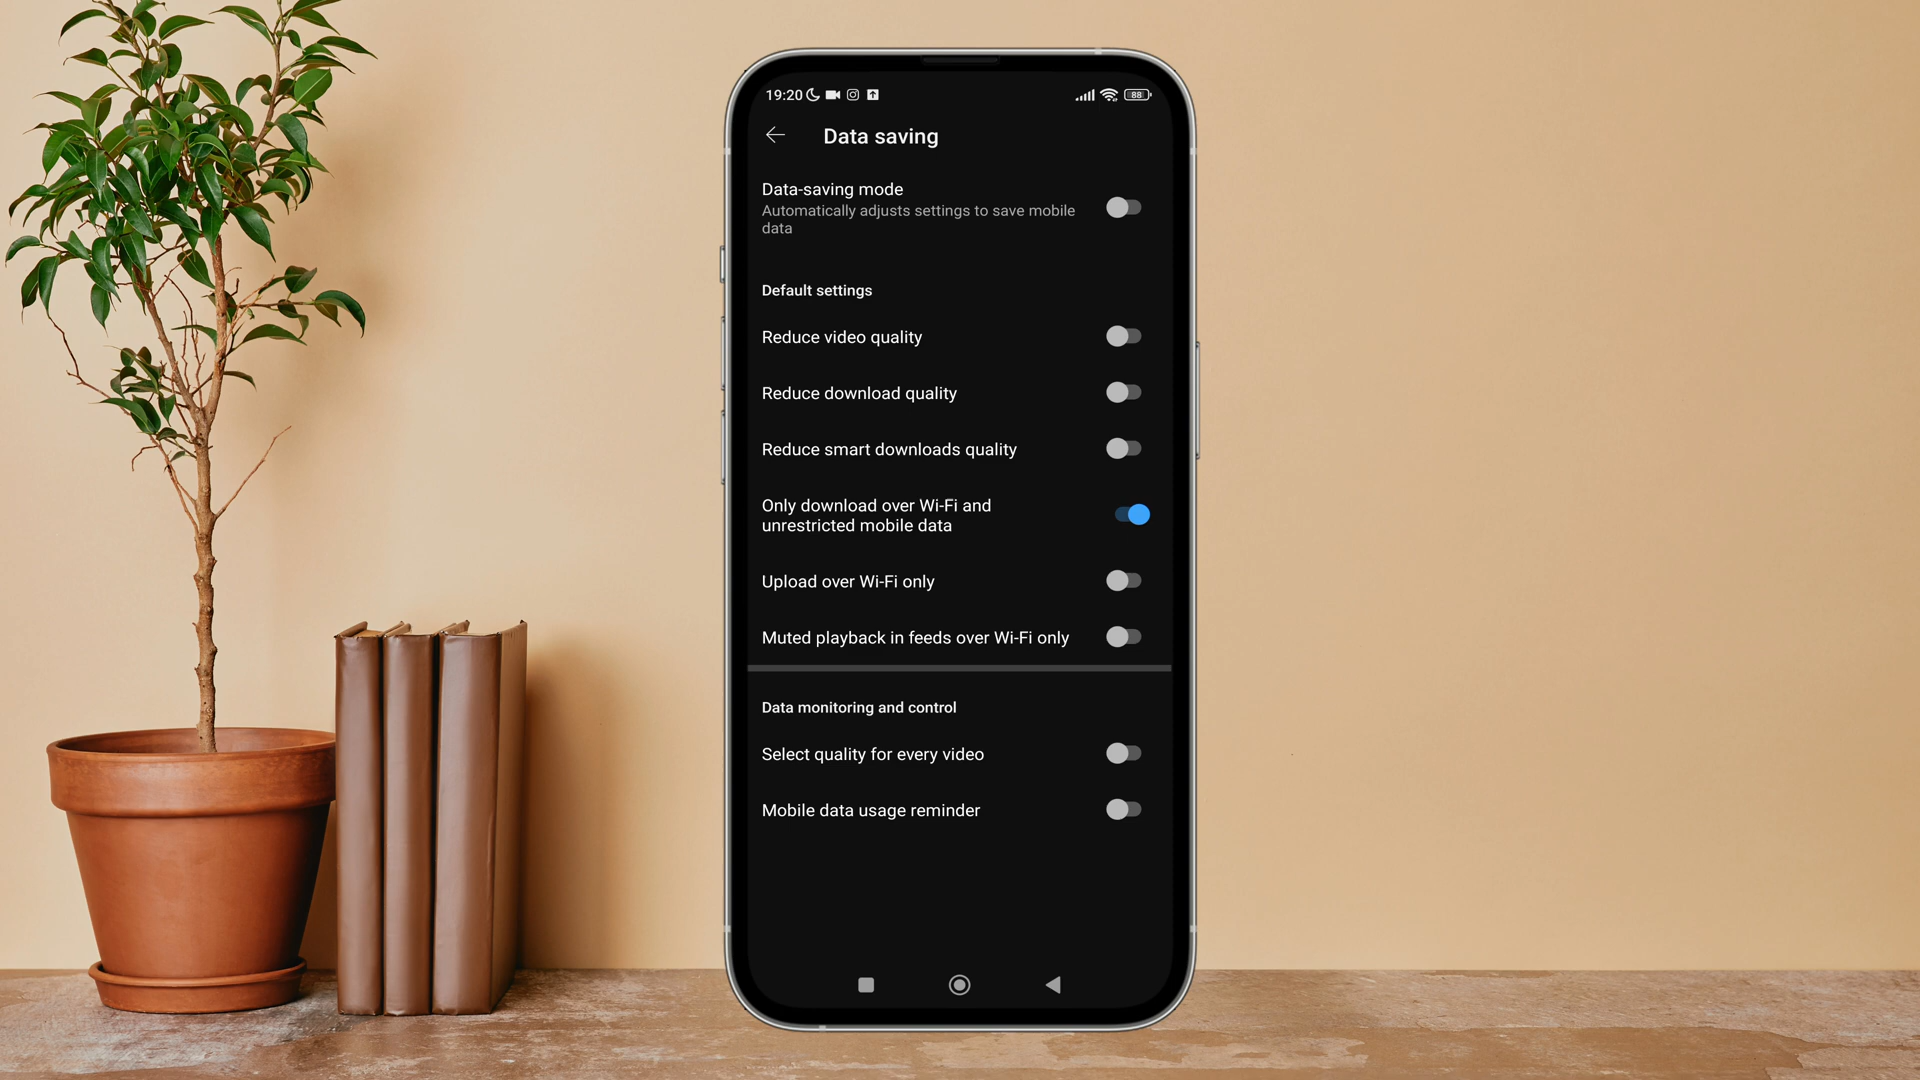 19:20
88
Data saving
Data-saving mode
Automatically adjusts settings to save mobile
data
Default settings
Reduce video quality
Reduce download quality
Reduce smart downloads quality
Only download over Wi-Fi and
unrestricted mobile data
Upload over Wi-Fi only
Muted playback in feeds over Wi-Fi only
Data monitoring and control
Select quality for every video
Mobile data usage reminder